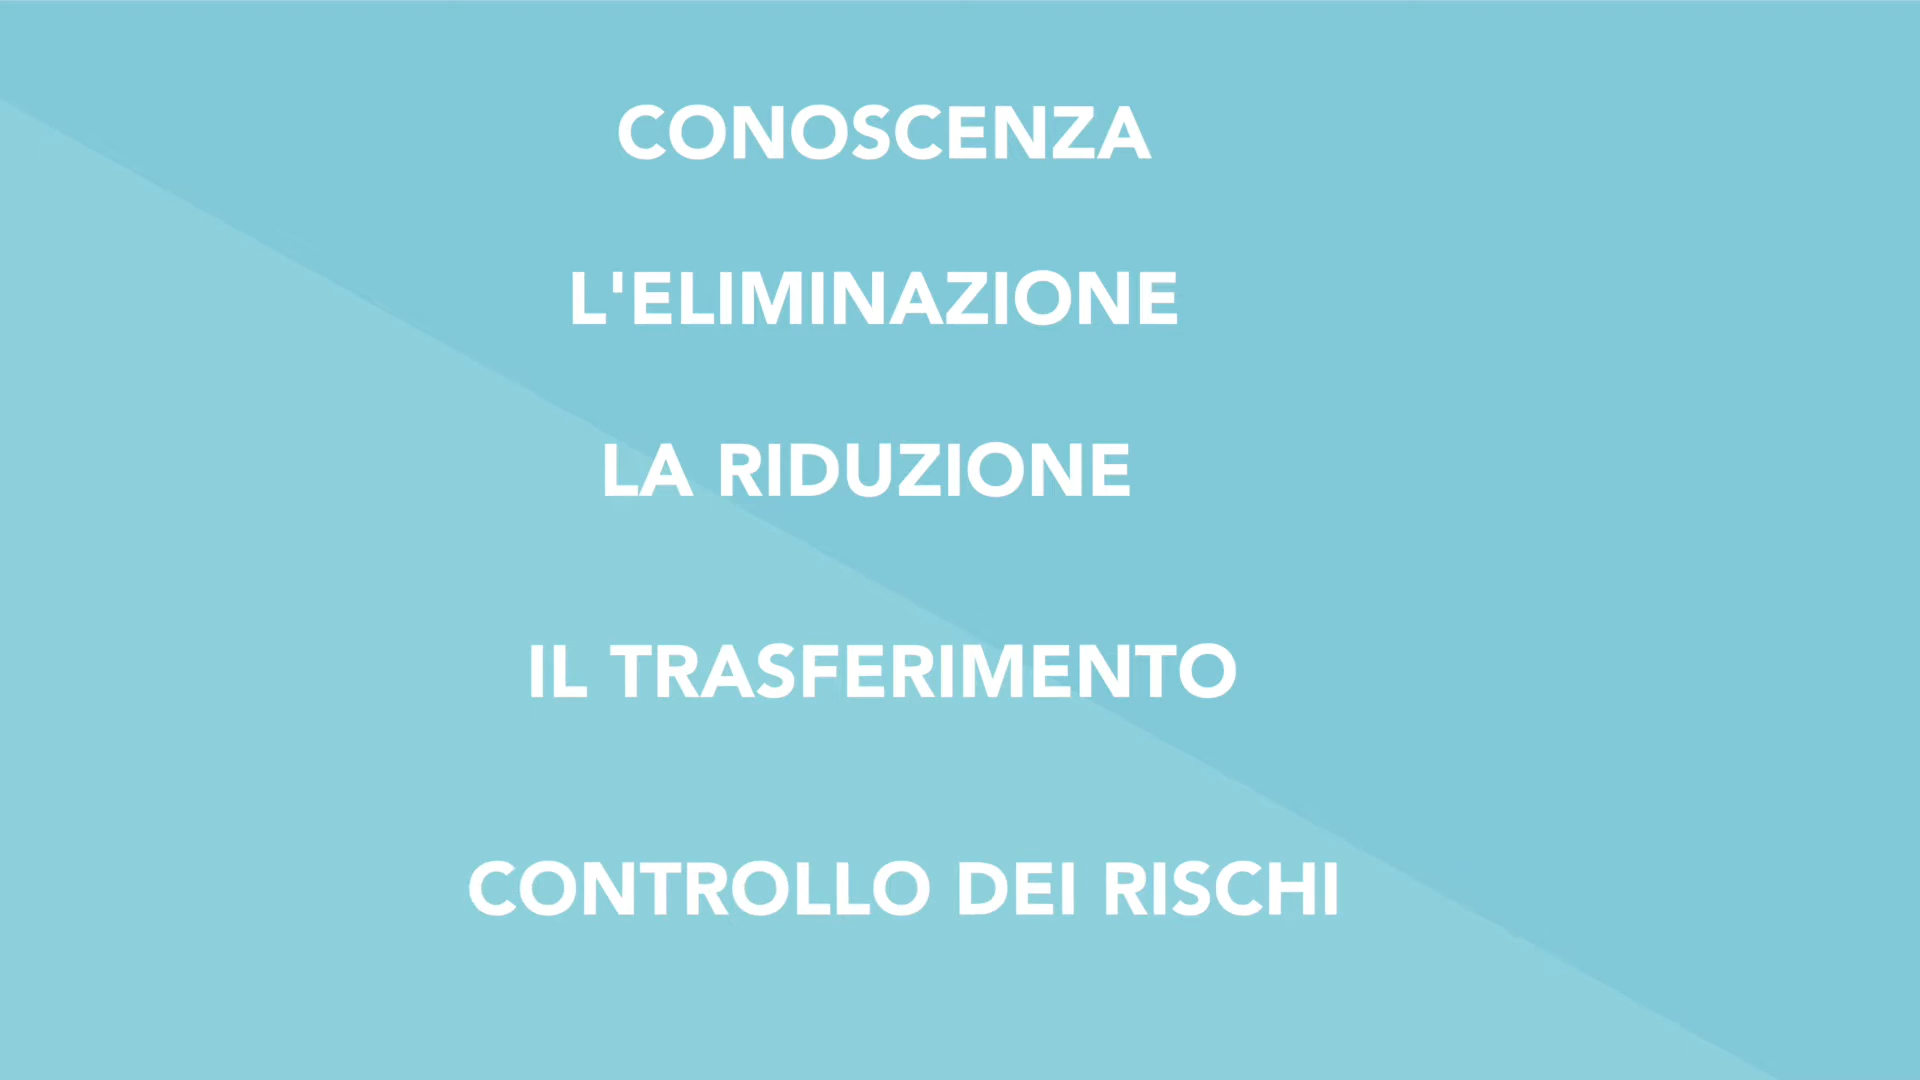 CONOSCENZA
L'ELIMINAZIONE
LA RIDUZIONE
IL TRASFERIMENTO
CONTROLLO DEI RISCHI